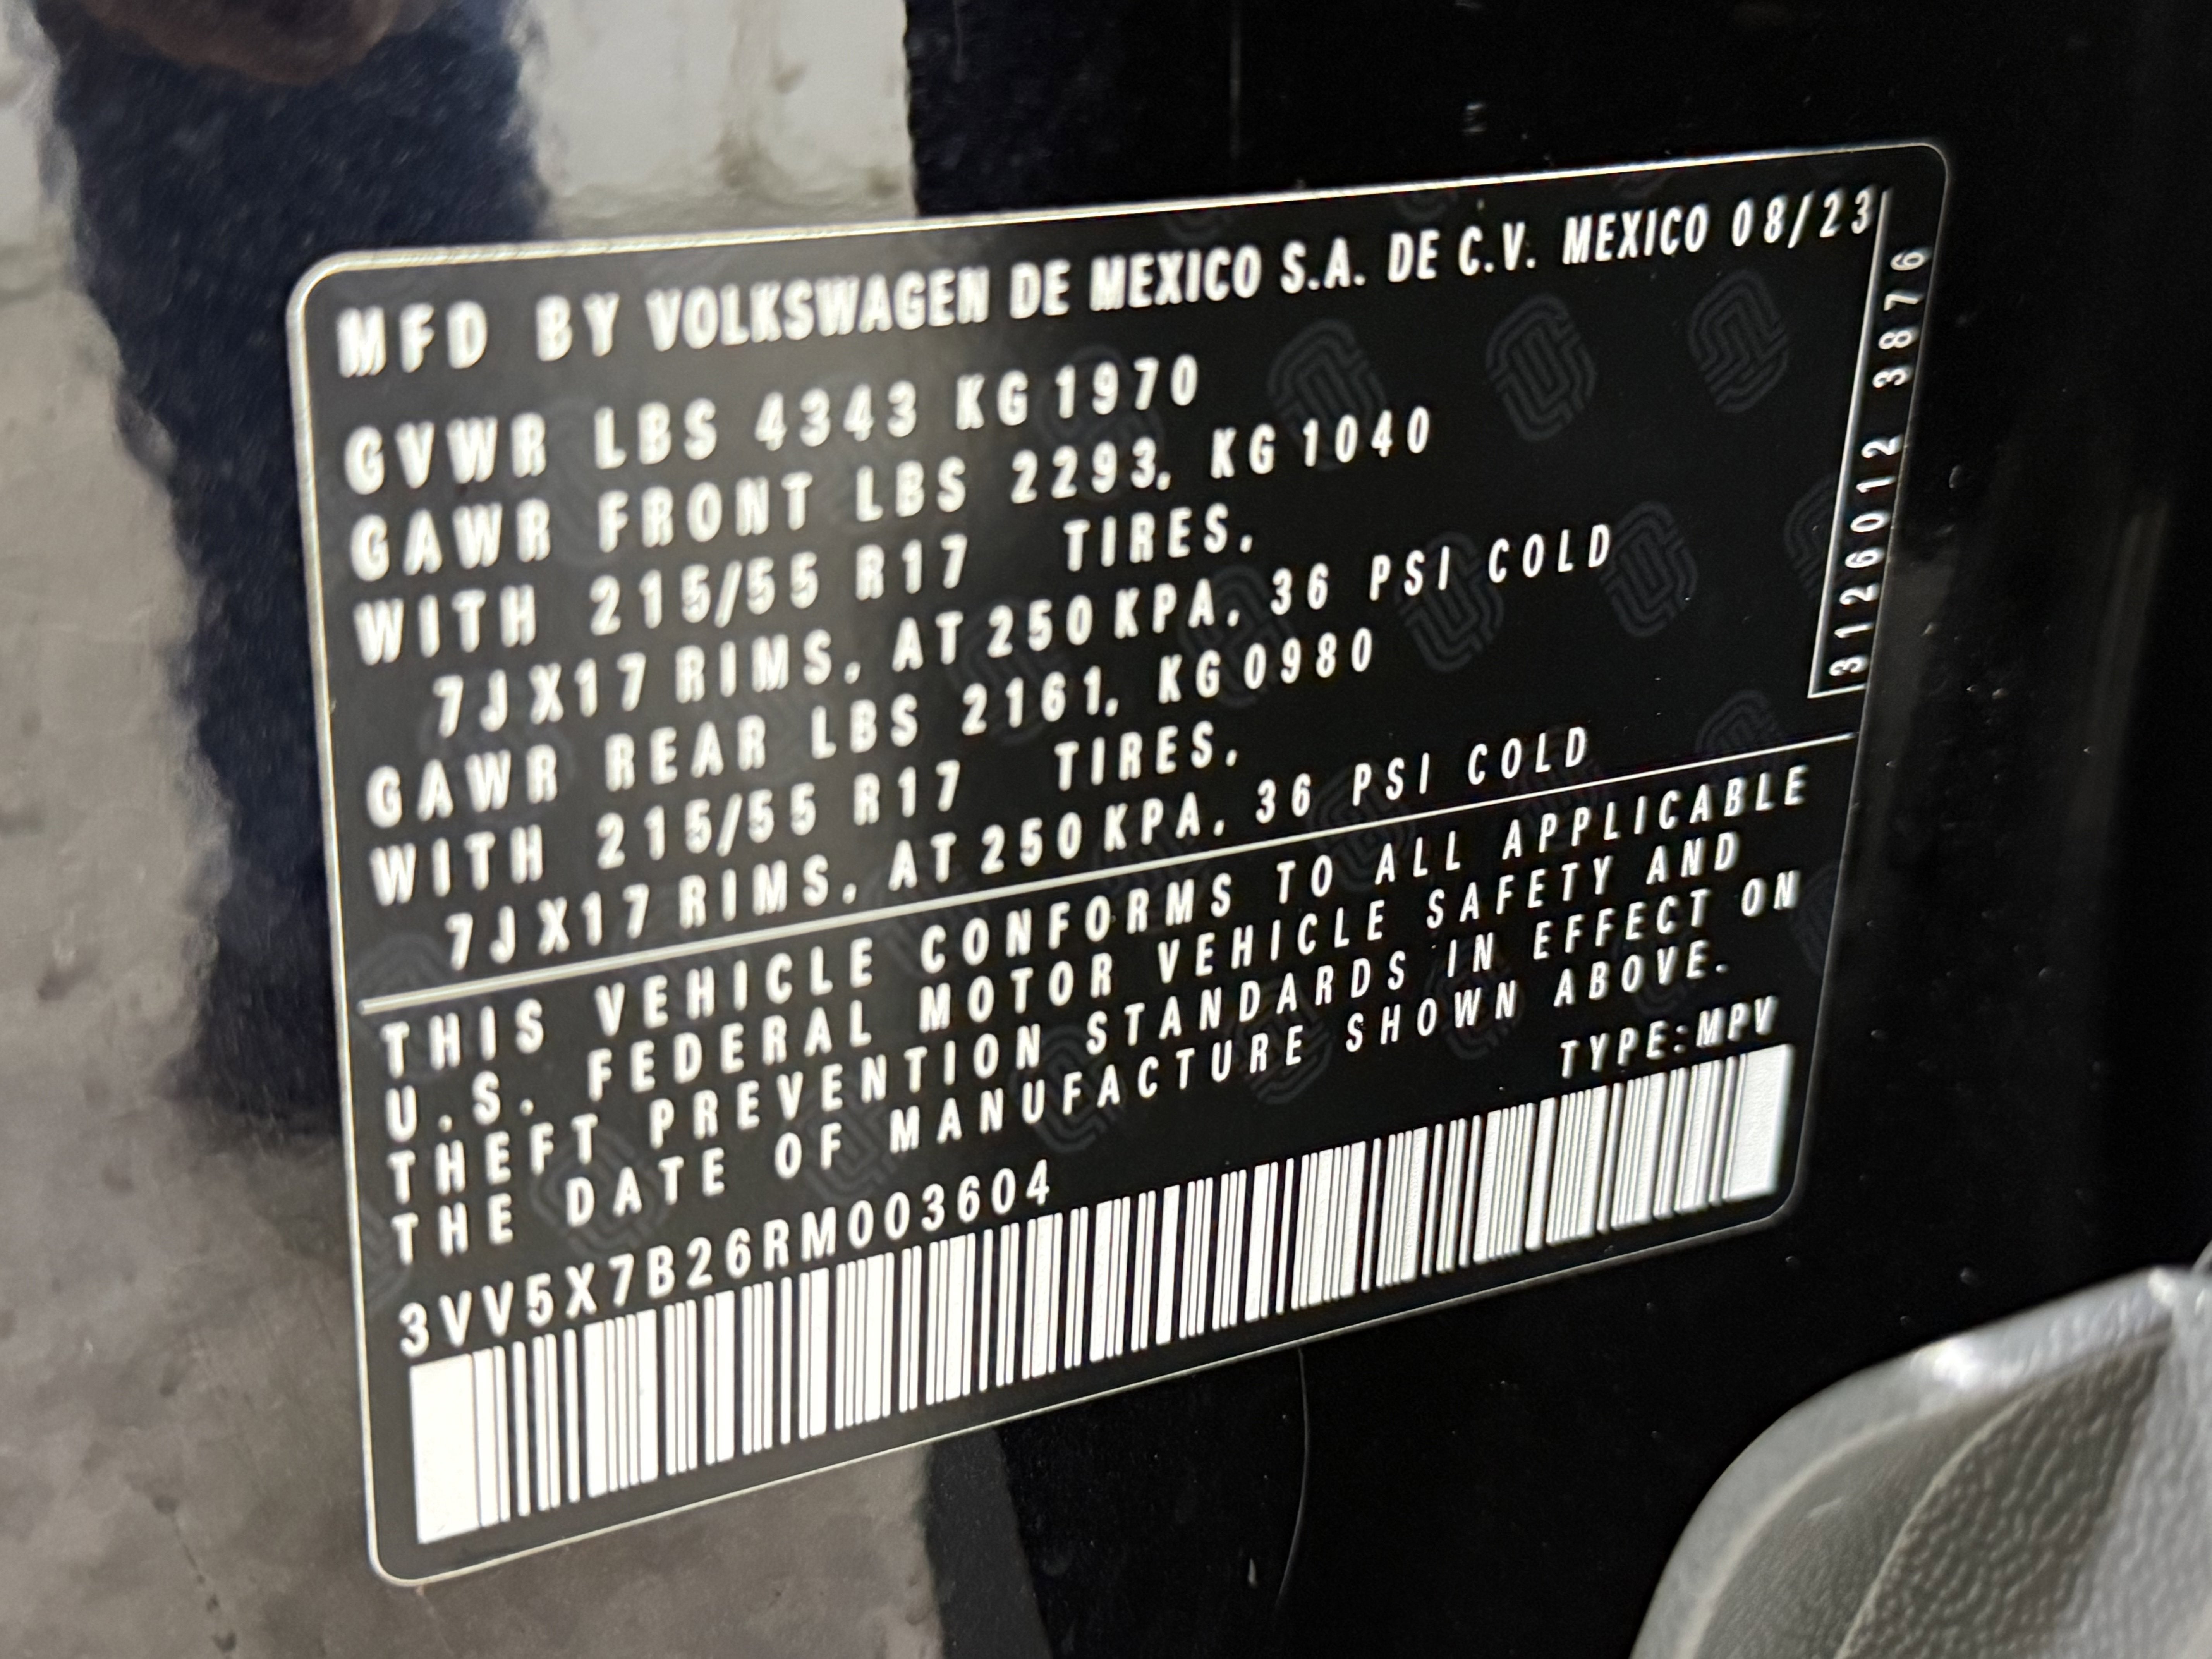 MFD BY VOLKSWAGEN DE MEXICO S.A. DE C.V. MEXICO 08/23
GVWR LBS 4343 KG 1970
GAWR FRONT LBS 2293, KG 1040
WITH 215/55 R17 TIRES,
7JX17 RIMS, AT 250 KPA, 36 PSI COLD
GAWR REAR LBS 2161, KG 0980
WITH 215/55 R17 TIRES,
7JX17 RIMS, AT 250 KPA, 36 PSI COLD
3126012 3876
THIS VEHICLE CONFORMS TO ALL APPLICABLE
U.S. FEDERAL MOTOR VEHICLE SAFETY AND
THEFT PREVENTION STANDARDS IN EFFECT ON
THE DATE OF MANUFACTURE SHOWN ABOVE.
TYPE:MPV
3VV5X7B26RM003604